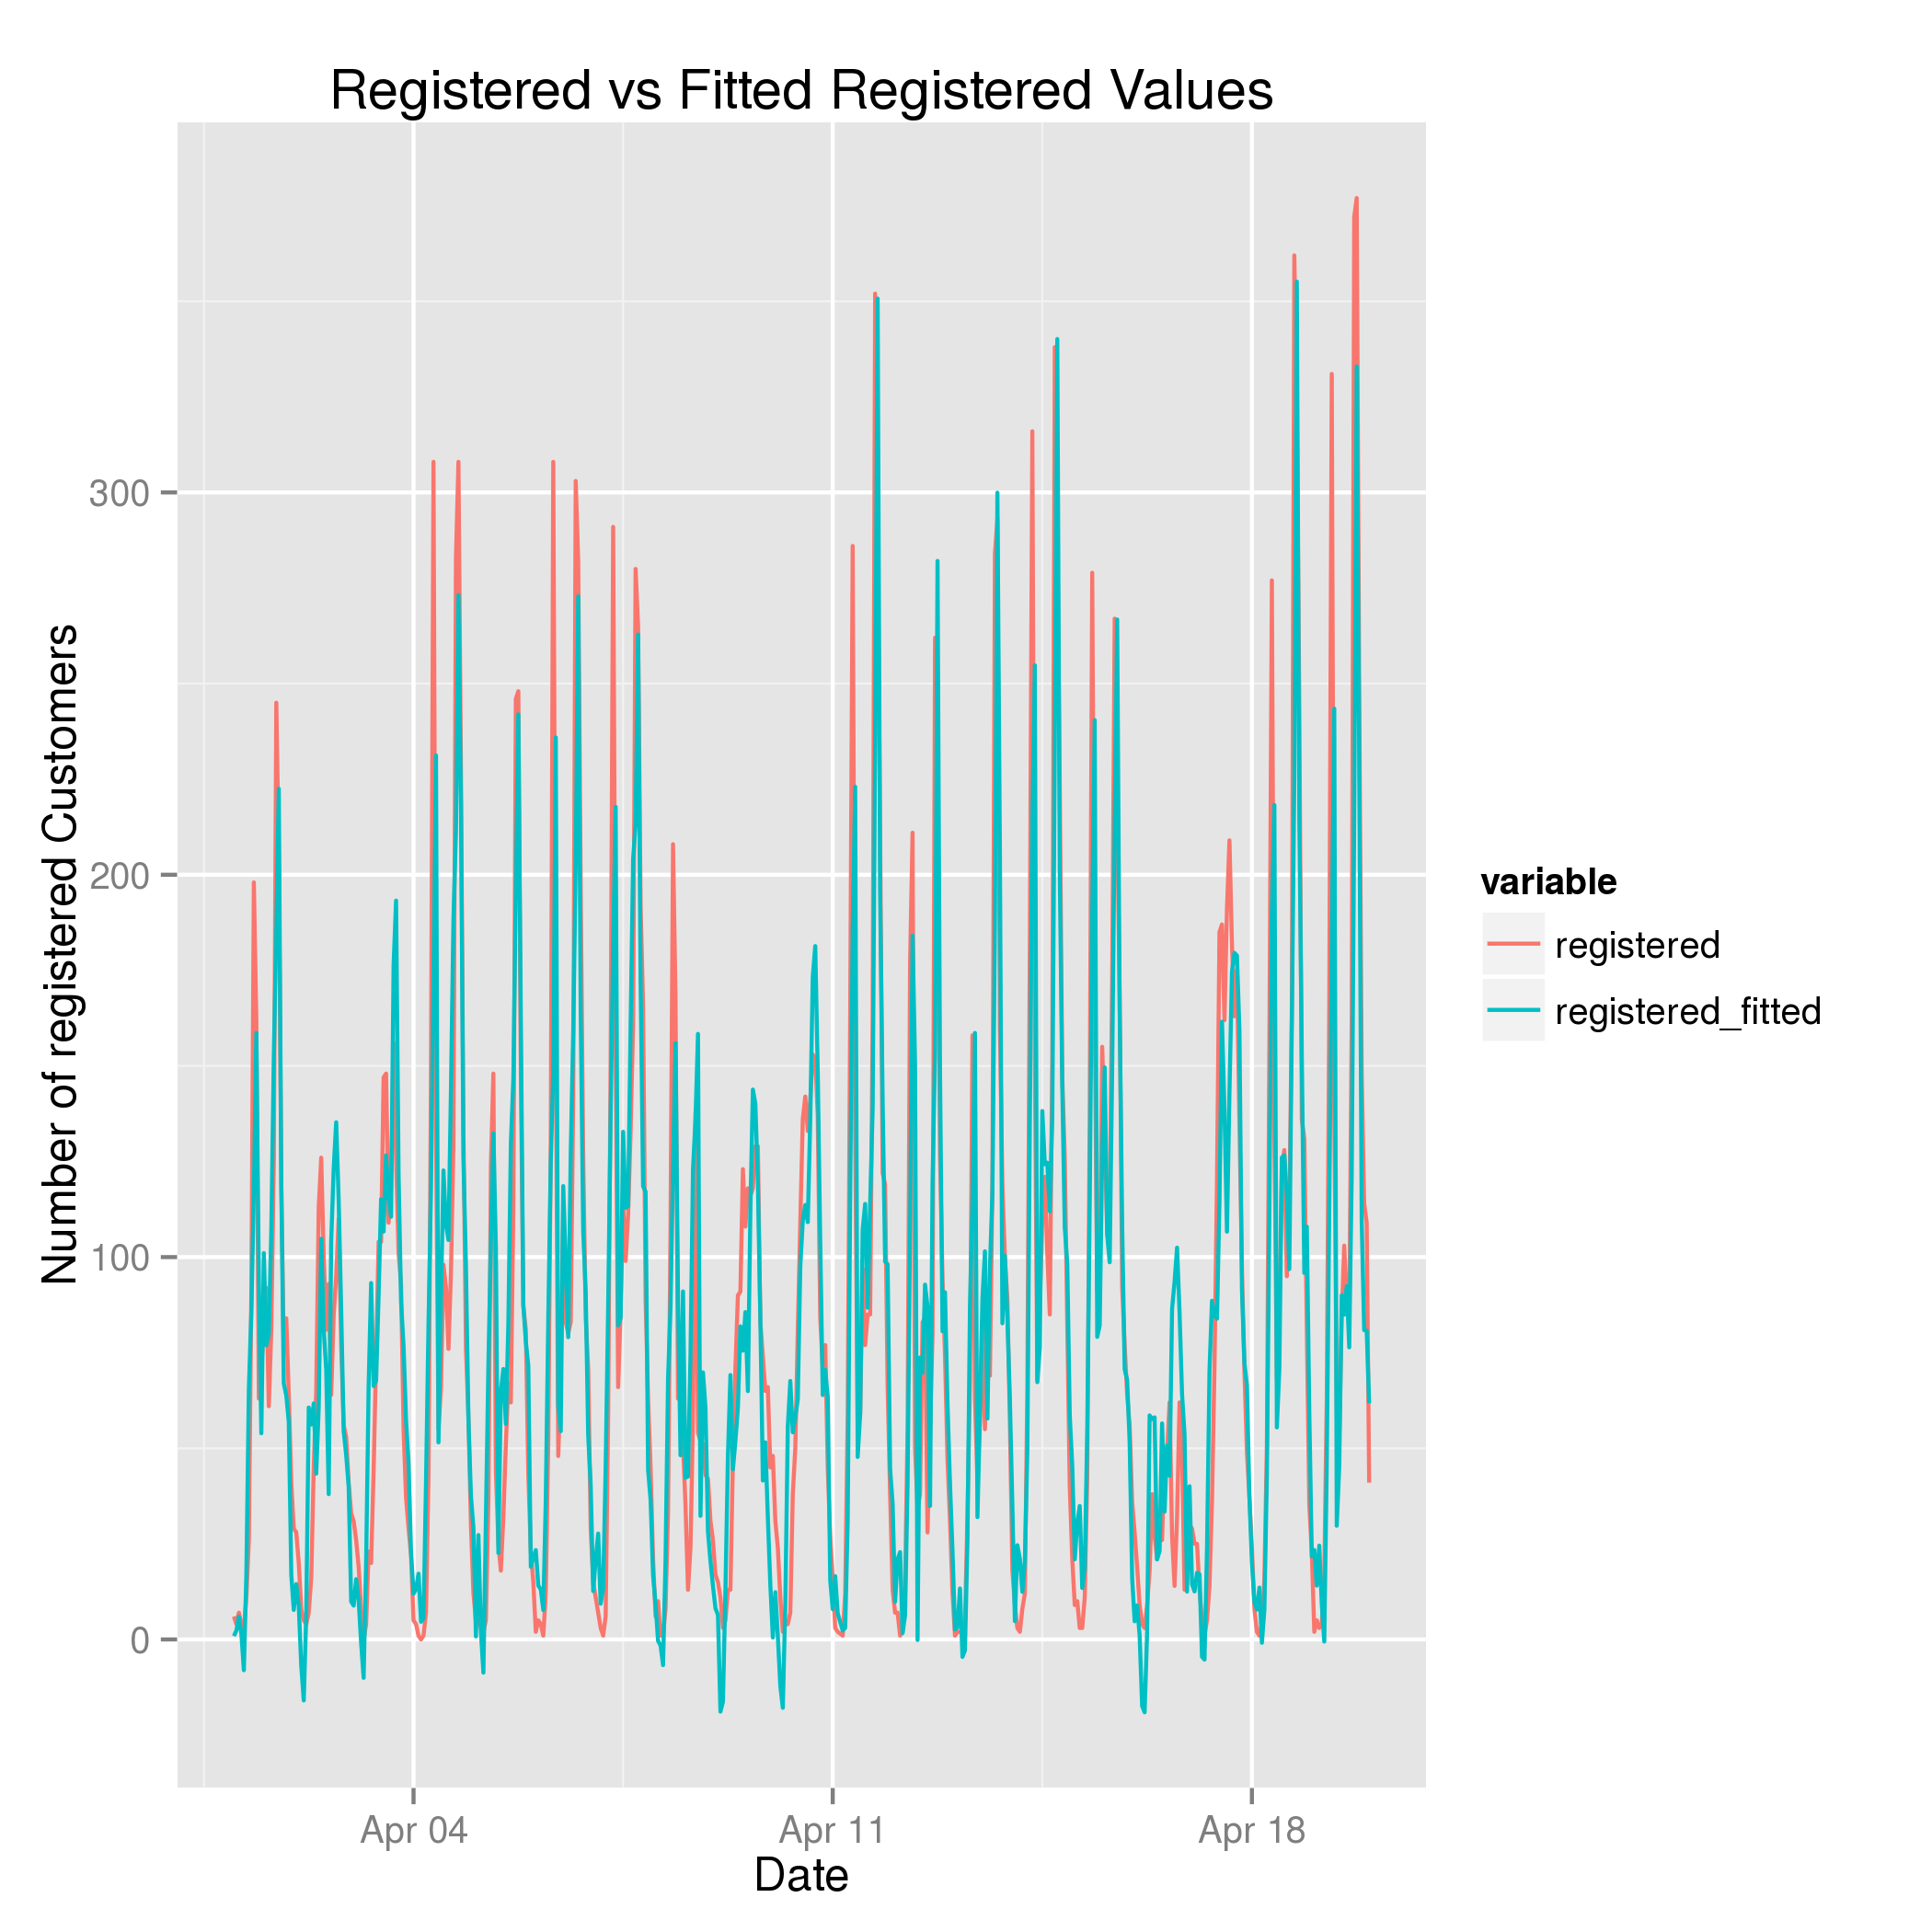 Registered vs Fitted Registered Values
Number of registered Customers
300
200
100
0
Apr 04
Apr 11
Apr 18
Date
variable
registered
registered_fitted